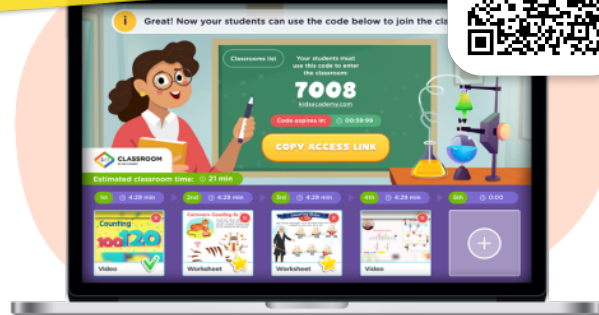 Great! Now your students can use the code below to join the cla
Classrooms list
Your students must
use this code to enter
the classroom:
7008
kidsacademy.com
Code expires in:
00:59:99
COPY ACCESS LINK
CLASSROOM
Estimated classroom time:
21 min
1st
4:29 min
2nd
4:29 min
3rd
4:29 min
4th
4:29 min
5th
0:00
Counting
100
120
Video
Worksheet
Worksheet
Video